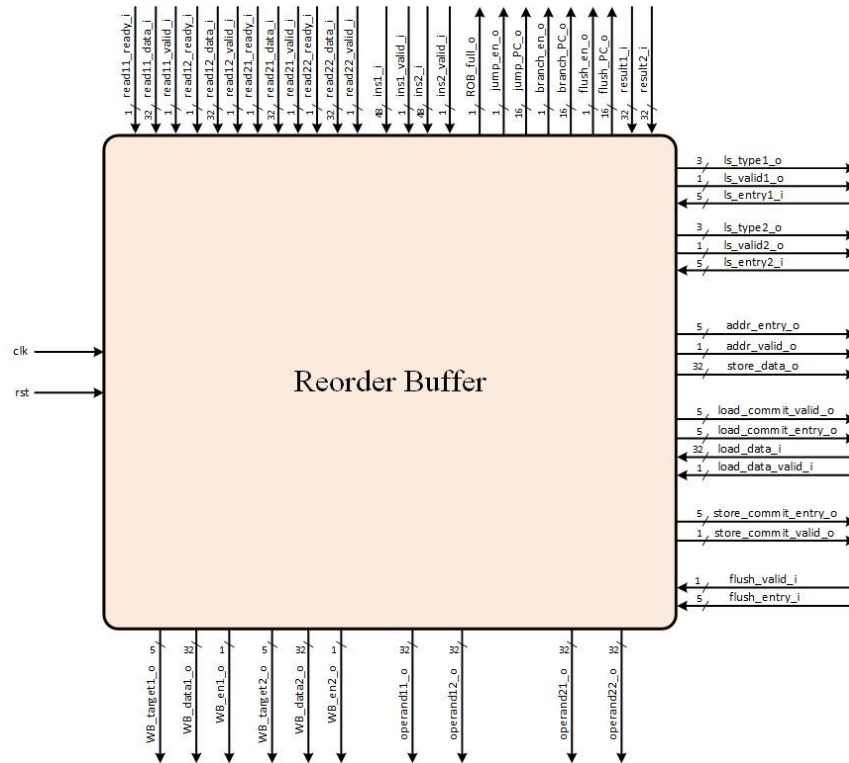 1 read11_ready_i
32 read11_data_i
1 read11_valid_i
1 read12_ready_i
32 read12_data_i
1 read12_valid_i
1 read21_ready_i
32 read21_data_i
1 read21_valid_i
1 read22_ready_i
32 read22_data_i
1 read22_valid_i
48 ins1_i
1 ins1_valid_i
48 ins2_i
1 ins2_valid_i
1 ROB_full_o
1 jump_en_o
16 jump_PC_o
1 branch_en_o
16 branch_PC_o
1 flush_en_o
16 flush_PC_o
32 result1_i
32 result2_i
3 ls_type1_o
1 ls_valid1_o
5 ls_entry1_i
3 ls_type2_o
1 ls_valid2_o
5 ls_entry2_i
clk
rst
Reorder Buffer
5 addr_entry_o
1 addr_valid_o
32 store_data_o
5 load_commit_valid_o
5 load_commit_entry_o
32 load_data_i
1 load_data_valid_i
5 store_commit_entry_o
1 store_commit_valid_o
1 flush_valid_i
5 flush_entry_i
5 WB_target1_o
32 WB_data1_o
1 WB_en1_o
5 WB_target2_o
32 WB_data2_o
1 WB_en2_o
32 operand11_o
32 operand12_o
32 operand21_o
32 operand22_o